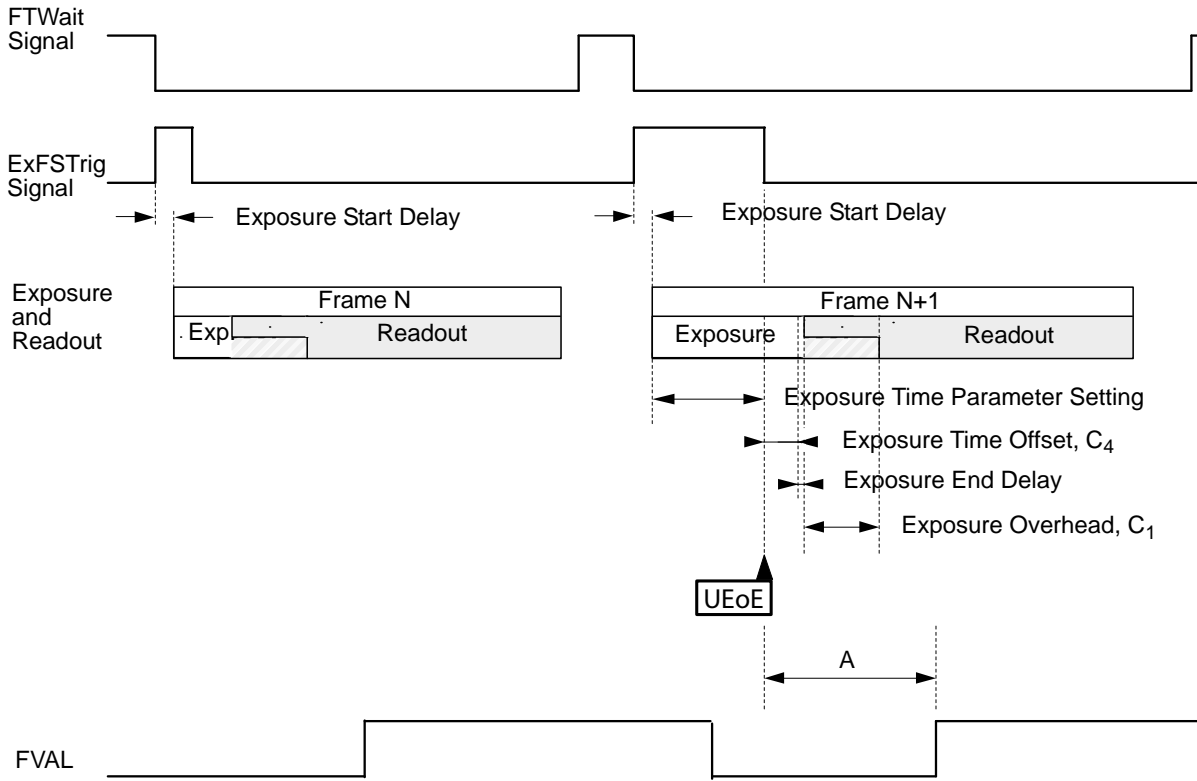 FTWait
Signal
ExFSTrig
Signal
Exposure Start Delay
Exposure Start Delay
Exposure
and
Readout
Frame N
Exp.
Readout
Frame N+1
Exposure
Readout
Exposure Time Parameter Setting
Exposure Time Offset, C4
Exposure End Delay
Exposure Overhead, C1
UEoE
A
FVAL